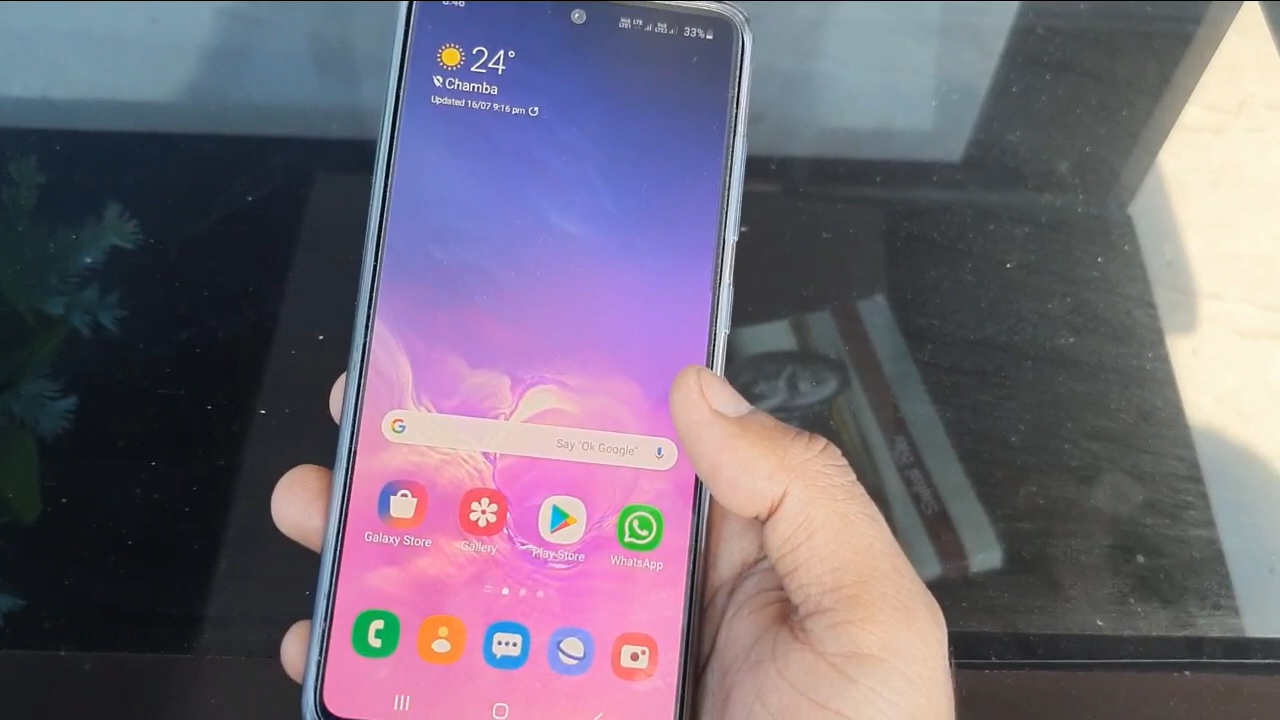 33%
24°
Chamba
Updated 16/07 9:16 pm
G
Say "Ok Google"
Galaxy Store
Gallery
Play Store
WhatsApp